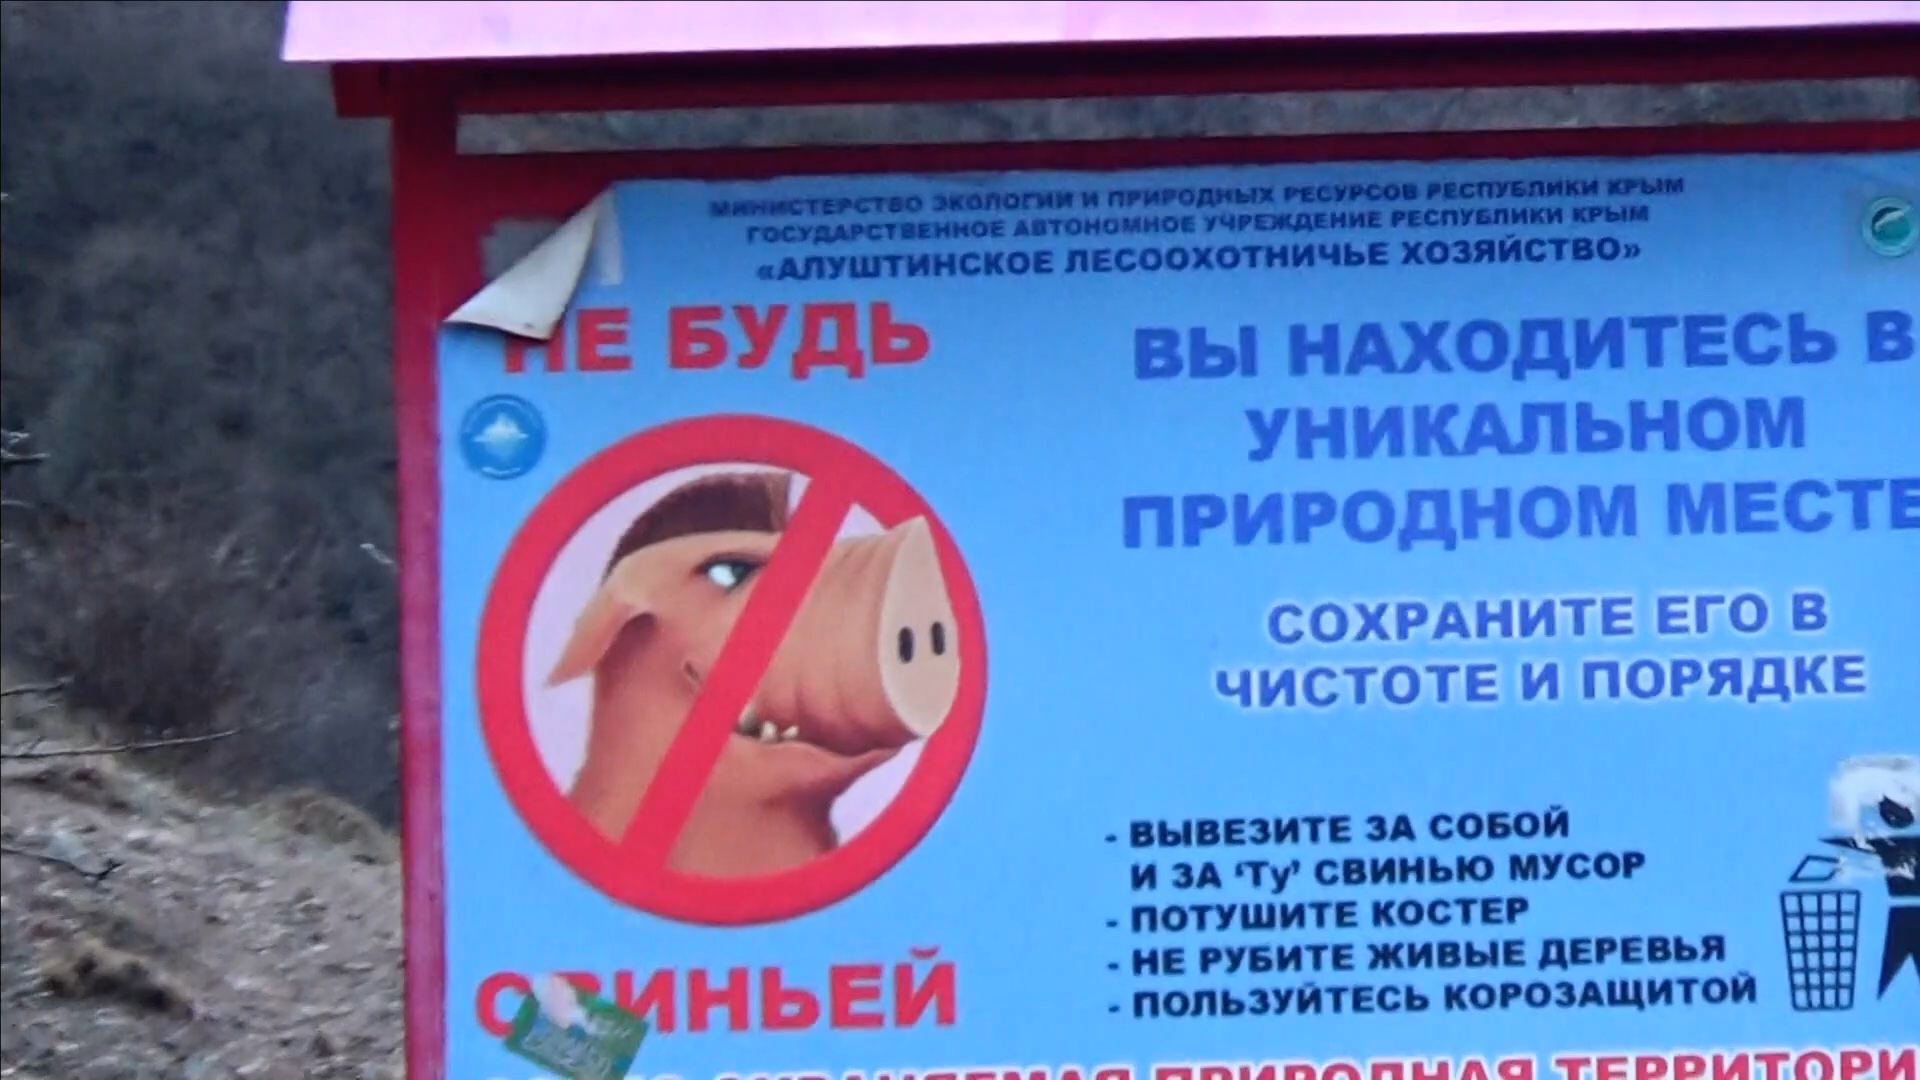 МИНИСТЕРСТВО ЭКОЛОГИИ И ПРИРОДНЫХ РЕСУРСОВ РЕСПУБЛИКИ КРЫМ
ГОСУДАРСТВЕННОЕ АВТОНОМНОЕ УЧРЕЖДЕНИЕ РЕСПУБЛИКИ КРЫМ
«АЛУШТИНСКОЕ ЛЕСООХОТНИЧЬЕ ХОЗЯЙСТВО»
НЕ БУДЬ
СВИНЬЕЙ
ВЫ НАХОДИТЕСЬ В
УНИКАЛЬНОМ
ПРИРОДНОМ МЕСТЕ
СОХРАНИТЕ ЕГО В
ЧИСТОТЕ И ПОРЯДКЕ
- ВЫВЕЗИТЕ ЗА СОБОЙ
И ЗА ‘Ту’ СВИНЬЮ МУСОР
- ПОТУШИТЕ КОСТЕР
- НЕ РУБИТЕ ЖИВЫЕ ДЕРЕВЬЯ
- ПОЛЬЗУЙТЕСЬ КОРОЗАЩИТОЙ
ПРИРОДНАЯ ТЕРРИТОРИ